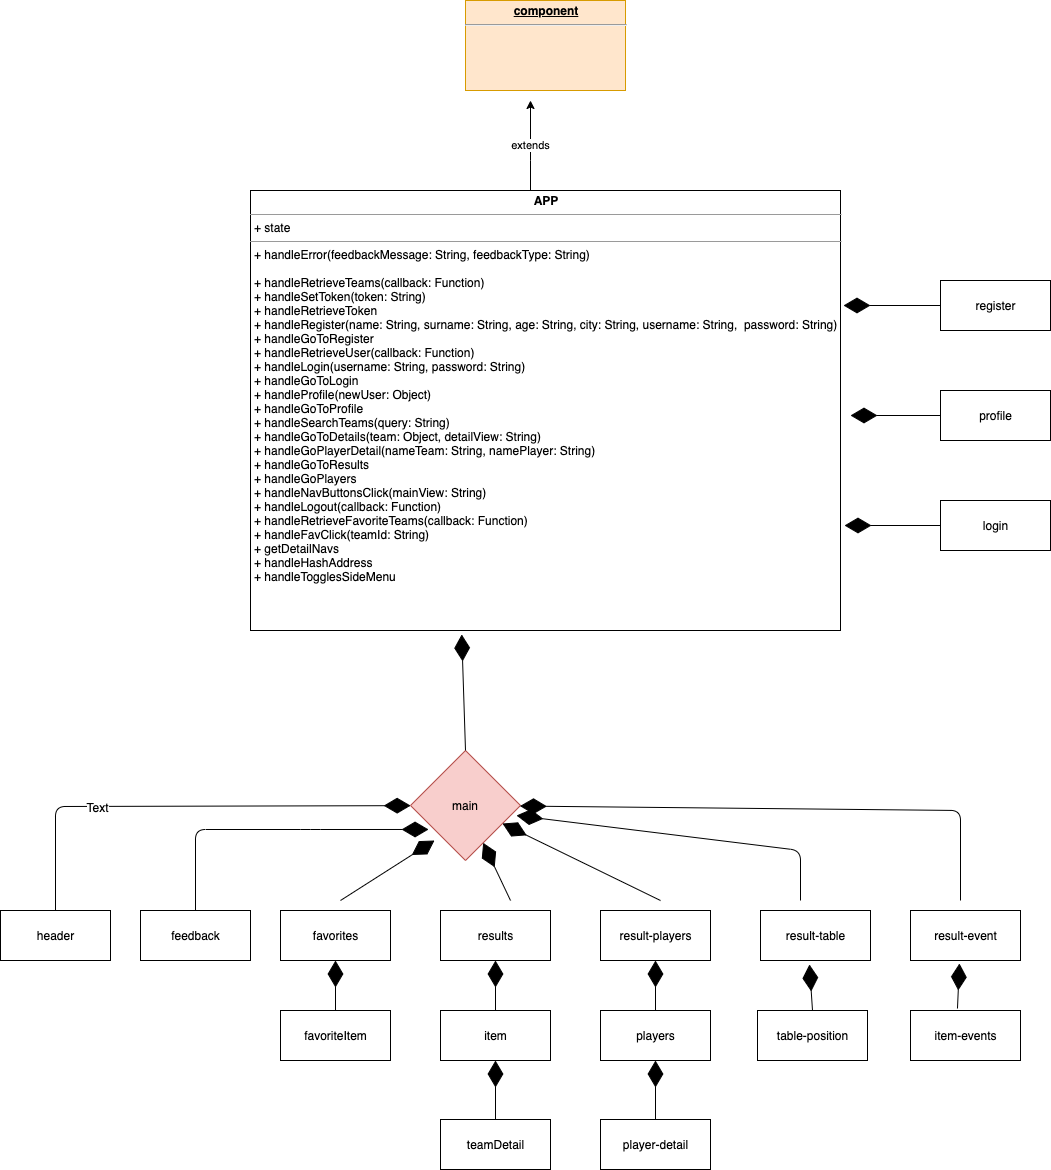 component
extends
APP
+ state
+ handleError(feedbackMessage: String, feedbackType: String)
+ handleRetrieveTeams(callback: Function)
+ handleSetToken(token: String)
+ handleRetrieveToken
+ handleRegister(name: String, surname: String, age: String, city: String, username: String,  password: String)
+ handleGoToRegister
+ handleRetrieveUser(callback: Function)
+ handleLogin(username: String, password: String)
+ handleGoToLogin
+ handleProfile(newUser: Object)
+ handleGoToProfile
+ handleSearchTeams(query: String)
+ handleGoToDetails(team: Object, detailView: String)
+ handleGoPlayerDetail(nameTeam: String, namePlayer: String)
+ handleGoToResults
+ handleGoPlayers
+ handleNavButtonsClick(mainView: String)
+ handleLogout(callback: Function)
+ handleRetrieveFavoriteTeams(callback: Function)
+ handleFavClick(teamId: String)
+ getDetailNavs
+ handleHashAddress
+ handleTogglesSideMenu
register
profile
login
main
Text
header
feedback
favorites
results
result-players
result-table
result-event
favoriteItem
item
players
table-position
item-events
teamDetail
player-detail